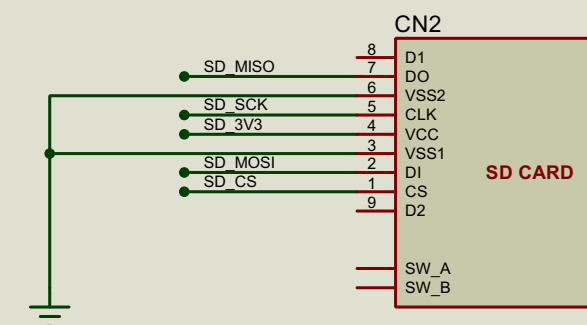 CN2
8 D1
SD_MISO 7 DO
6 VSS2
SD_SCK 5 CLK
SD_3V3 4 VCC
3 VSS1
SD_MOSI 2 DI SD CARD
SD_CS 1 CS
9 D2
SW_A
SW_B